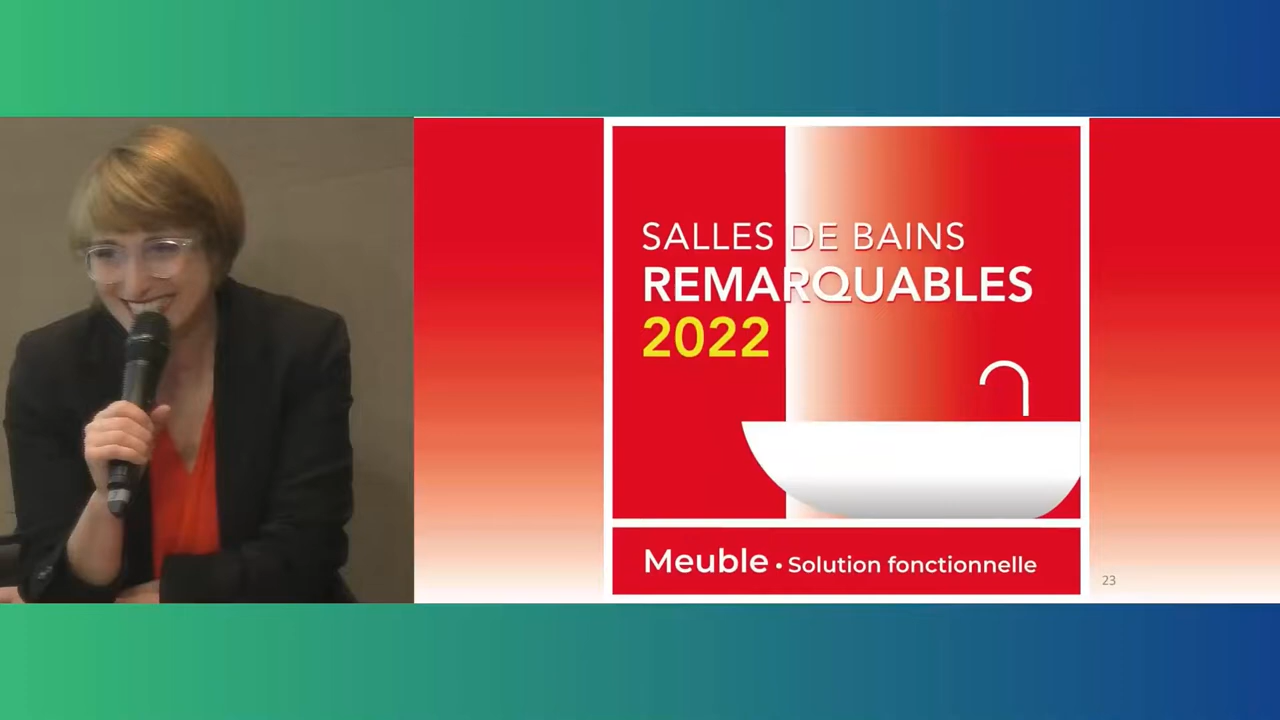 SALLES DE BAINS
REMARQUABLES
2022
Meuble • Solution fonctionnelle
23